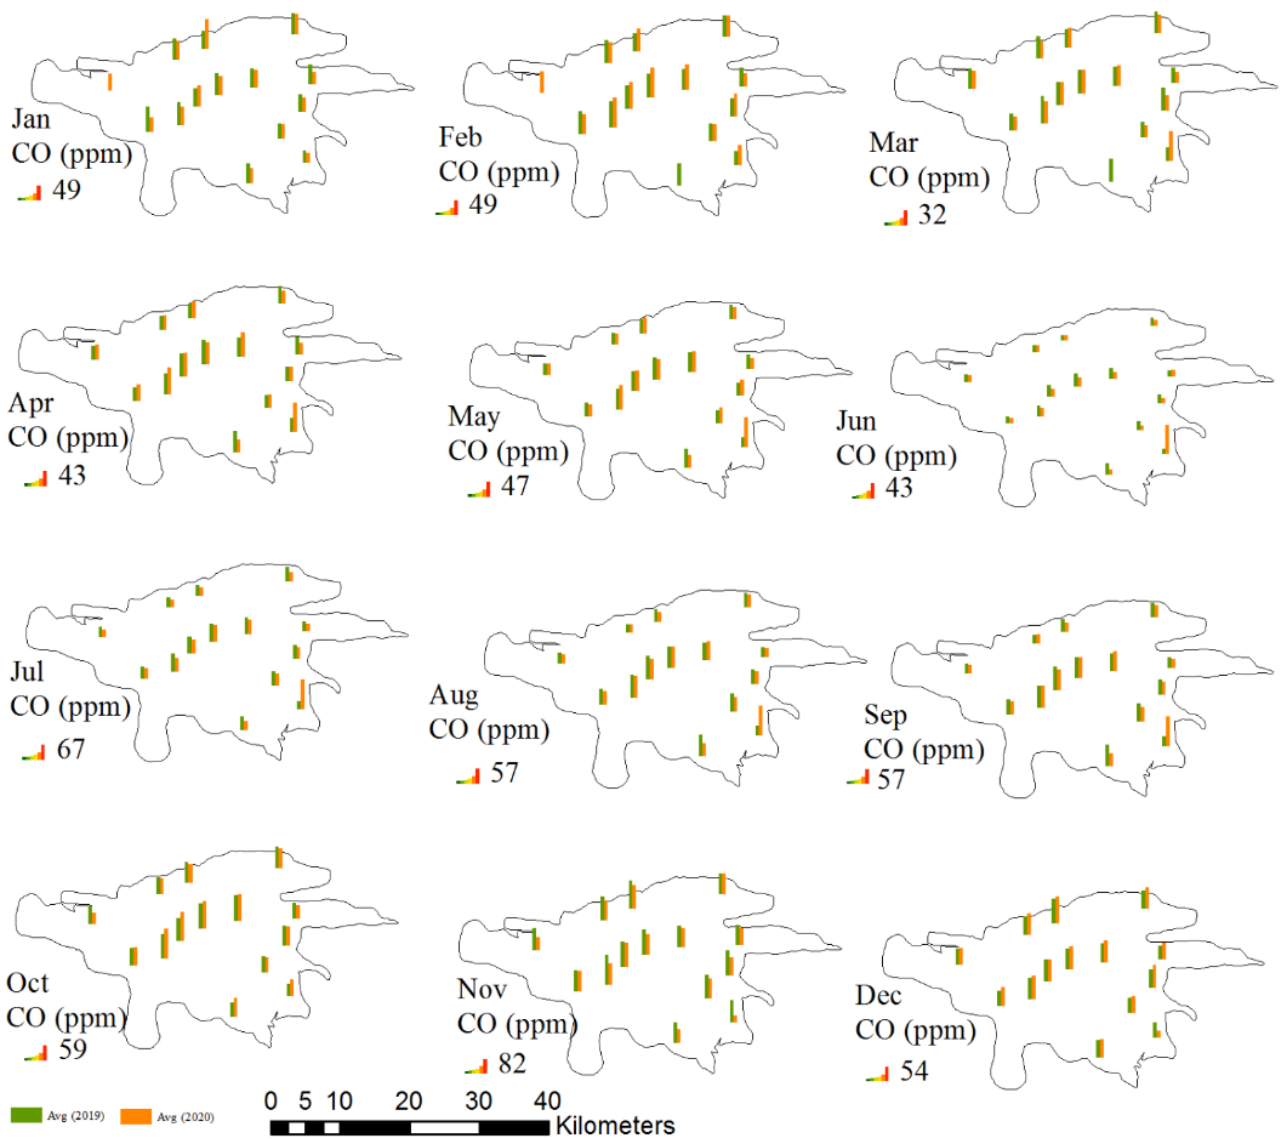 Jan
CO (ppm)
49
Feb
CO (ppm)
49
Mar
CO (ppm)
32
Apr
CO (ppm)
43
May
CO (ppm)
47
Jun
CO (ppm)
43
Jul
CO (ppm)
67
Aug
CO (ppm)
57
Sep
CO (ppm)
57
Oct
CO (ppm)
59
Nov
CO (ppm)
82
Dec
CO (ppm)
54
Avg (2019) Avg (2020)
0 5 10 20 30 40
Kilometers